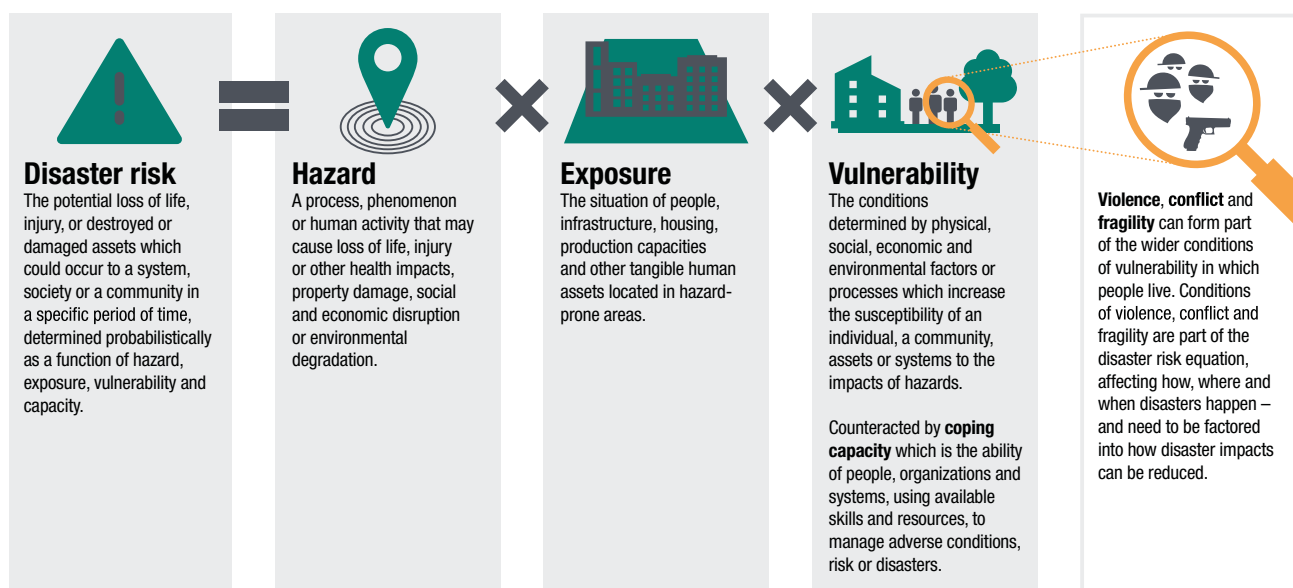 Disaster risk
The potential loss of life,
injury, or destroyed or
damaged assets which
could occur to a system,
society or a community in
a specific period of time,
determined probabilistically
as a function of hazard,
exposure, vulnerability and
capacity.
Hazard
A process, phenomenon
or human activity that may
cause loss of life, injury
or other health impacts,
property damage, social
and economic disruption
or environmental
degradation.
Exposure
The situation of people,
infrastructure, housing,
production capacities
and other tangible human
assets located in hazard-
prone areas.
Vulnerability
The conditions
determined by physical,
social, economic and
environmental factors or
processes which increase
the susceptibility of an
individual, a community,
assets or systems to the
impacts of hazards.
Counteracted by coping
capacity which is the ability
of people, organizations and
systems, using available
skills and resources, to
manage adverse conditions,
risk or disasters.
Violence, conflict and
fragility can form part
of the wider conditions
of vulnerability in which
people live. Conditions
of violence, conflict and
fragility are part of the
disaster risk equation,
affecting how, where and
when disasters happen –
and need to be factored
into how disaster impacts
can be reduced.